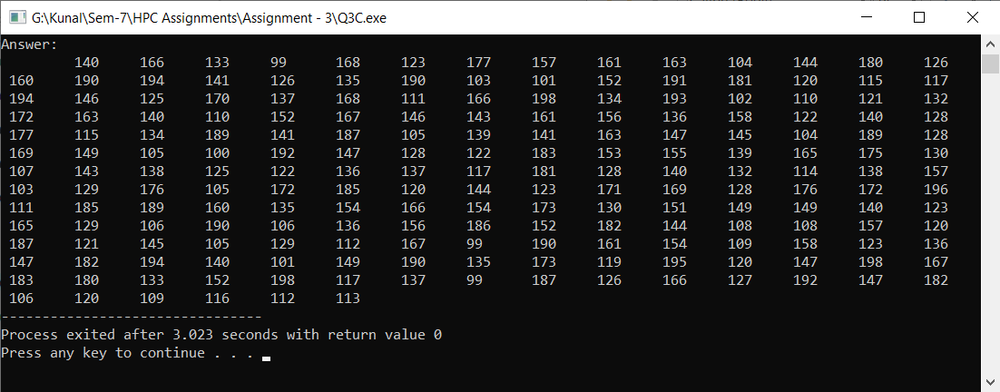 G:\Kunal\Sem-7\HPC Assignments\Assignment - 3\Q3C.exe
Answer:
140 166 133 99 168 123 177 157 161 163 104 144 180 126
160 190 194 141 126 135 190 103 101 152 191 181 120 115 117
194 146 125 170 137 168 111 166 198 134 193 102 110 121 132
172 163 140 110 152 167 146 143 161 156 136 158 122 140 128
177 115 134 189 141 187 105 139 141 163 147 145 104 189 128
169 149 105 100 192 147 128 122 183 153 155 139 165 175 130
107 143 138 125 122 136 137 117 181 128 140 132 114 138 157
103 129 176 105 172 185 120 144 123 171 169 128 176 172 196
111 185 189 160 135 154 166 154 173 130 151 149 149 140 123
165 129 106 190 106 136 156 186 152 182 144 108 108 157 120
187 121 145 105 129 112 167 99 190 161 154 109 158 123 136
147 182 194 140 101 149 190 135 173 119 195 120 147 198 167
183 180 133 152 198 117 137 99 187 126 166 127 192 147 182
106 120 109 116 112 113
--------------------------------
Process exited after 3.023 seconds with return value 0
Press any key to continue . . .